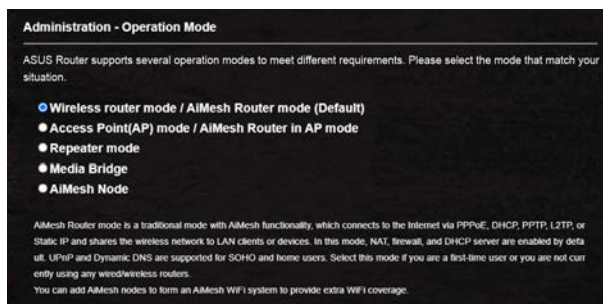 Administration - Operation Mode
ASUS Router supports several operation modes to meet different requirements. Please select the mode that match your
situation.
Wireless router mode / AiMesh Router mode (Default)
Access Point(AP) mode / AiMesh Router in AP mode
Repeater mode
Media Bridge
AiMesh Node
AiMesh Router mode is a traditional mode with AiMesh functionality, which connects to the Internet via PPPoE, DHCP, PPTP, L2TP, or
Static IP and shares the wireless network to LAN clients or devices. In this mode, NAT, firewall, and DHCP server are enabled by defa
ult. UPnP and Dynamic DNS are supported for SOHO and home users. Select this mode if you are a first-time user or you are not curr
ently using any wired/wireless routers.
You can add AiMesh nodes to form an AiMesh WiFi system to provide extra WiFi coverage.